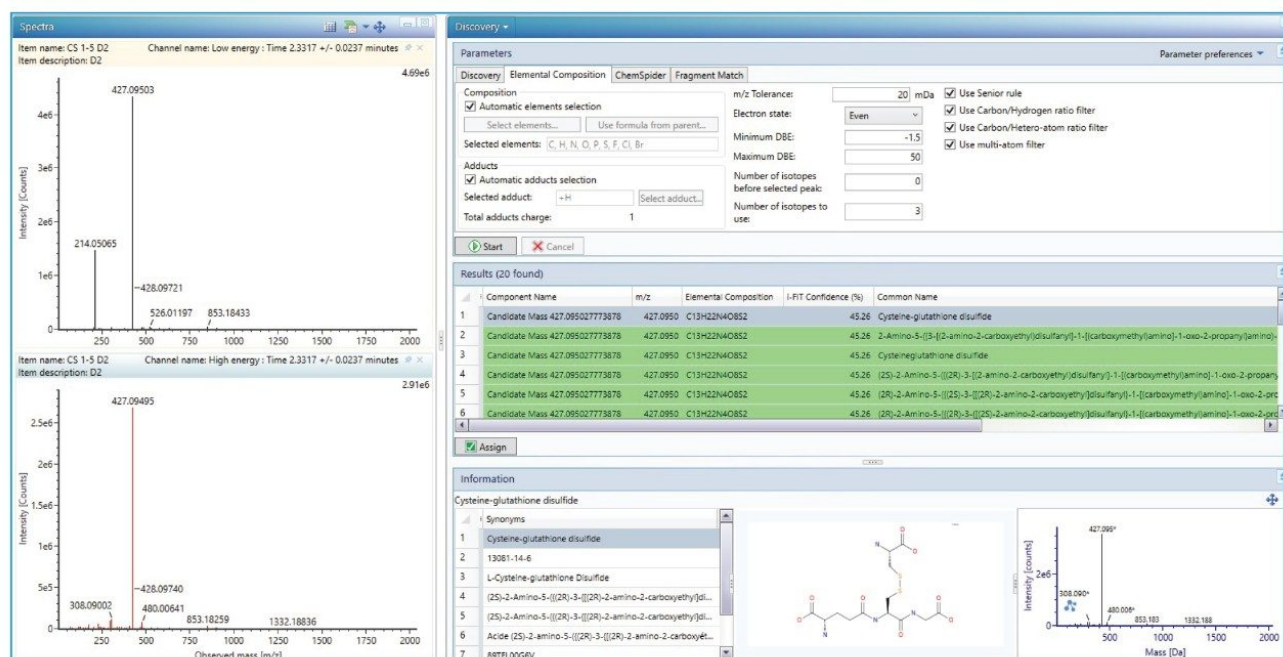 Spectra
Item name: CS 1-5 D2 Channel name: Low energy : Time 2.3317 +/- 0.0237 minutes
Item description: D2
4.69e6
427.09503
4e6
3e6
2e6
1e6
0
Intensity [Counts]
214.05065
428.09721
526.01197
853.18433
250 500 750 1000 1250 1500 1750 2000
Item name: CS 1-5 D2 Channel name: High energy : Time 2.3317 +/- 0.0237 minutes
Item description: D2
2.91e6
427.09495
2.5e6
2e6
1.5e6
1e6
5e5
0
Intensity [Counts]
308.09002
428.09740
480.00641
853.18259
1332.18836
250 500 750 1000 1250 1500 1750 2000
Observed mass [m/z]
Discovery
Parameters Parameter preferences
Discovery Elemental Composition ChemSpider Fragment Match
Composition
Automatic elements selection
Select elements... Use formula from parent...
Selected elements: C, H, N, O, P, S, F, Cl, Br
Adducts
Automatic adducts selection
Selected adduct: +H Select adduct...
Total adducts charge: 1
m/z Tolerance: 20 mDa
Electron state: Even
Minimum DBE: -1.5
Maximum DBE: 50
Number of isotopes
before selected peak: 0
Number of isotopes to
use: 3
Use Senior rule
Use Carbon/Hydrogen ratio filter
Use Carbon/Hetero-atom ratio filter
Use multi-atom filter
Start Cancel
Results (20 found)
Component Name m/z Elemental Composition I-FIT Confidence (%) Common Name
1 Candidate Mass 427.095027773878 427.0950 C13H22N4O8S2 45.26 Cysteine-glutathione disulfide
2 Candidate Mass 427.095027773878 427.0950 C13H22N4O8S2 45.26 2-Amino-5-({3-[(2-amino-2-carboxyethyl)disulfanyl]-1-[(carboxymethyl)amino]-1-oxo-2-propanyl}amino)-
3 Candidate Mass 427.095027773878 427.0950 C13H22N4O8S2 45.26 Cysteineglutathione disulfide
4 Candidate Mass 427.095027773878 427.0950 C13H22N4O8S2 45.26 (2S)-2-Amino-5-({(2R)-3-[(2-amino-2-carboxyethyl)disulfanyl]-1-[(carboxymethyl)amino]-1-oxo-2-propany
5 Candidate Mass 427.095027773878 427.0950 C13H22N4O8S2 45.26 (2R)-2-Amino-5-({(2S)-3-{[(2R)-2-amino-2-carboxyethyl]disulfanyl}-1-[(carboxymethyl)amino]-1-oxo-2-pro
6 Candidate Mass 427.095027773878 427.0950 C13H22N4O8S2 45.26 (2R)-2-Amino-5-({(2R)-3-{[(2S)-2-amino-2-carboxyethyl]disulfanyl}-1-[(carboxymethyl)amino]-1-oxo-2-pro
Assign
Information
Cysteine-glutathione disulfide
Synonyms
1 Cysteine-glutathione disulfide
2 13081-14-6
3 L-Cysteine-glutathione Disulfide
4 (2S)-2-Amino-5-({(2R)-3-{[(2R)-2-amino-2-carboxyethyl]di...
5 (2S)-2-amino-5-({(2R)-3-{[(2R)-2-amino-2-carboxyethyl]di...
6 Acide (2S)-2-amino-5-({(2R)-3-{[(2R)-2-amino-2-carboxyét...
7 89TFL00G6V
O
N
O
S
S
O
O
O
O
N
N
N
O
O
427.095*
2e6
0
Intensity [counts]
308.090*
480.006*
853.183
1332.188
500 1000 1500 2000
Mass [Da]